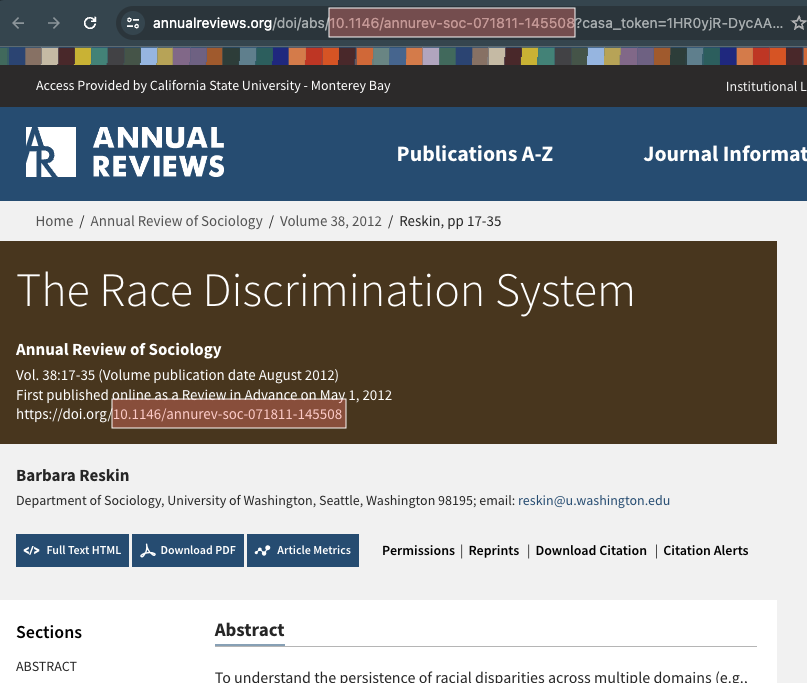 annualreviews.org/doi/abs/10.1146/annurev-soc-071811-145508?casa_token=1HR0yjR-DycAA...
Access Provided by California State University - Monterey Bay
Institutional L
AR
ANNUAL
REVIEWS
Publications A-Z
Journal Informat
Home / Annual Review of Sociology / Volume 38, 2012 / Reskin, pp 17-35
The Race Discrimination System
Annual Review of Sociology
Vol. 38:17-35 (Volume publication date August 2012)
First published online as a Review in Advance on May 1, 2012
https://doi.org/10.1146/annurev-soc-071811-145508
Barbara Reskin
Department of Sociology, University of Washington, Seattle, Washington 98195; email: reskin@u.washington.edu
</> Full Text HTML
Download PDF
Article Metrics
Permissions | Reprints | Download Citation | Citation Alerts
Sections
Abstract
ABSTRACT
To understand the persistence of racial disparities across multiple domains (e.g.,